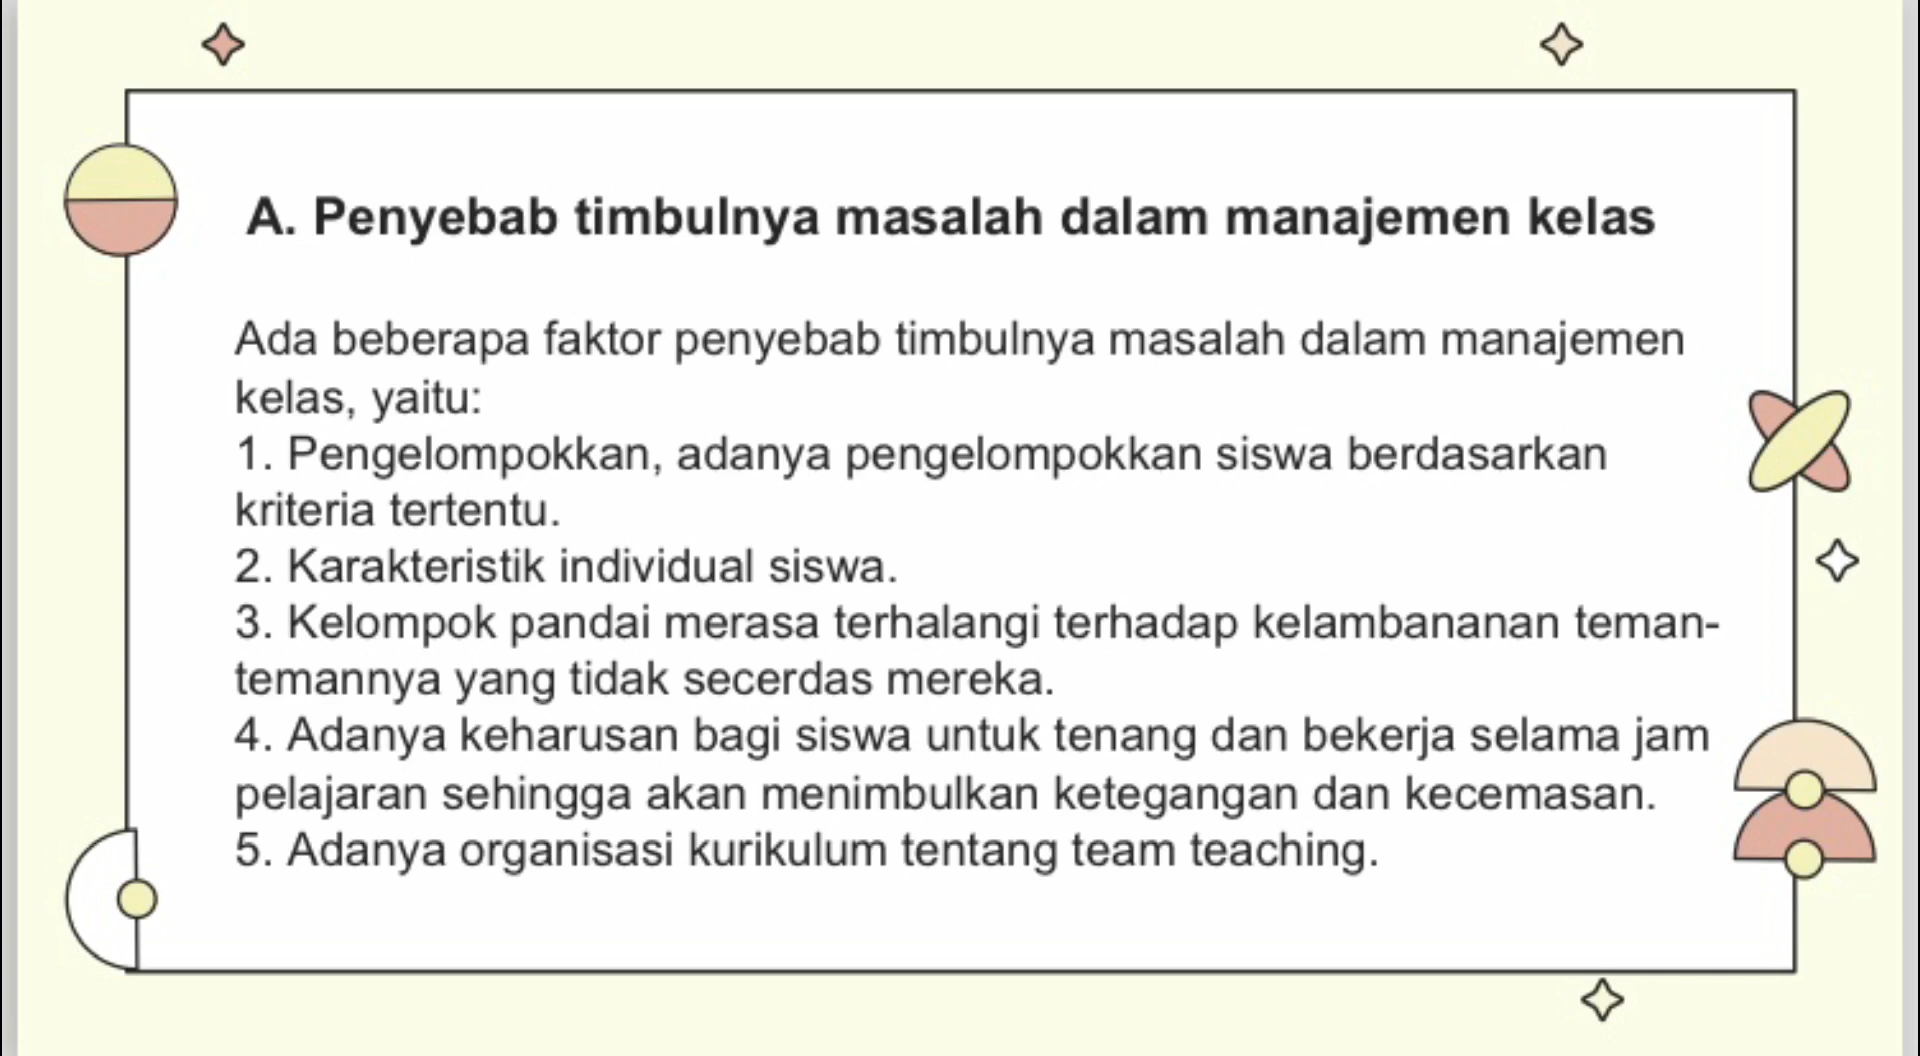 A. Penyebab timbulnya masalah dalam manajemen kelas
Ada beberapa faktor penyebab timbulnya masalah dalam manajemen
kelas, yaitu:
1. Pengelompokkan, adanya pengelompokkan siswa berdasarkan
kriteria tertentu.
2. Karakteristik individual siswa.
3. Kelompok pandai merasa terhalangi terhadap kelambananan teman-
temannya yang tidak secerdas mereka.
4. Adanya keharusan bagi siswa untuk tenang dan bekerja selama jam
pelajaran sehingga akan menimbulkan ketegangan dan kecemasan.
5. Adanya organisasi kurikulum tentang team teaching.